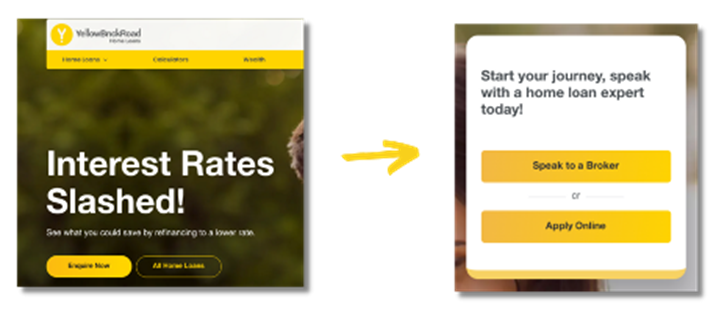 YellowBrickRoad
Home Loans
Home Loans Calculators Wealth
Interest Rates
Slashed!
See what you could save by refinancing to a lower rate.
Enquire Now All Home Loans
Start your journey, speak
with a home loan expert
today!
Speak to a Broker
or
Apply Online